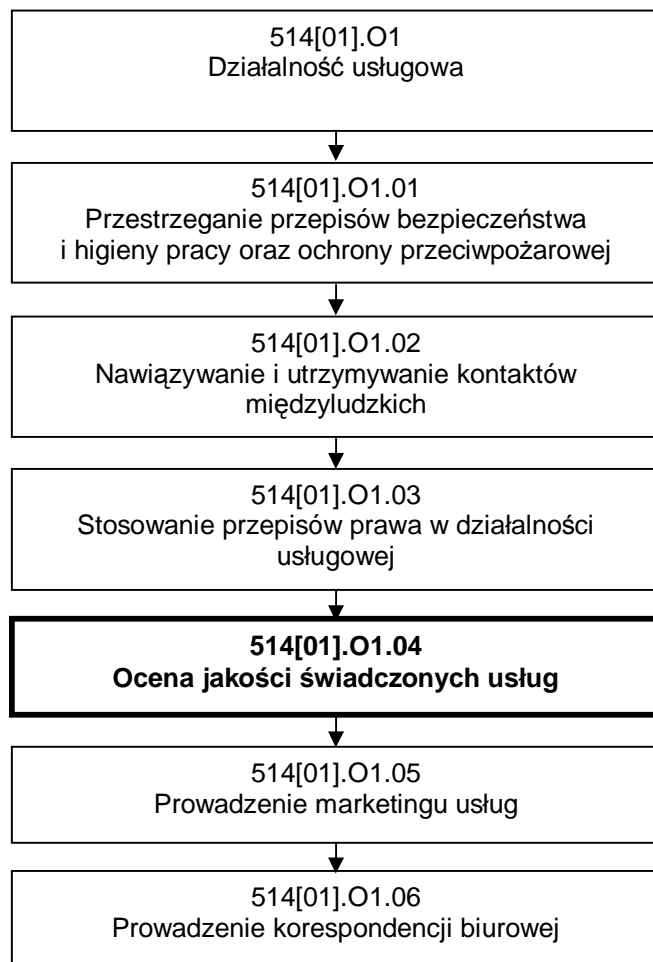 514[01].O1
Działalność usługowa
514[01].O1.01
Przestrzeganie przepisów bezpieczeństwa
i higieny pracy oraz ochrony przeciwpożarowej
514[01].O1.02
Nawiązywanie i utrzymywanie kontaktów
międzyludzkich
514[01].O1.03
Stosowanie przepisów prawa w działalności
usługowej
514[01].O1.04
Ocena jakości świadczonych usług
514[01].O1.05
Prowadzenie marketingu usług
514[01].O1.06
Prowadzenie korespondencji biurowej